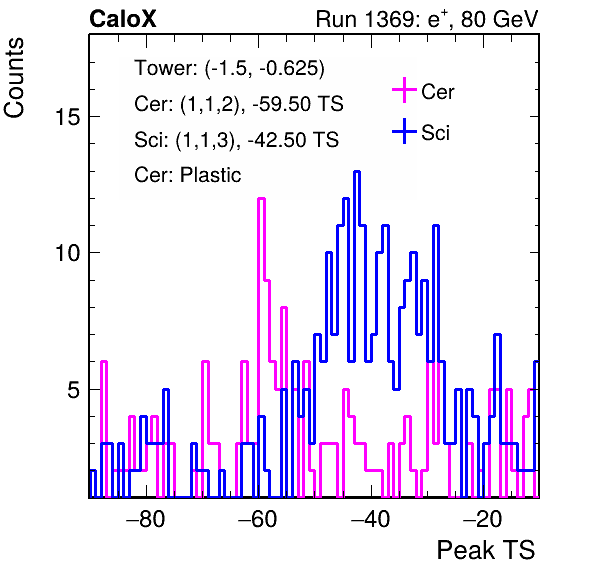 CaloX Run 1369: e⁺, 80 GeV
Counts
Tower: (-1.5, -0.625)
Cer: (1,1,2), -59.50 TS
Sci: (1,1,3), -42.50 TS
Cer: Plastic
Cer
Sci
15
10
5
−80 −60 −40 −20
Peak TS